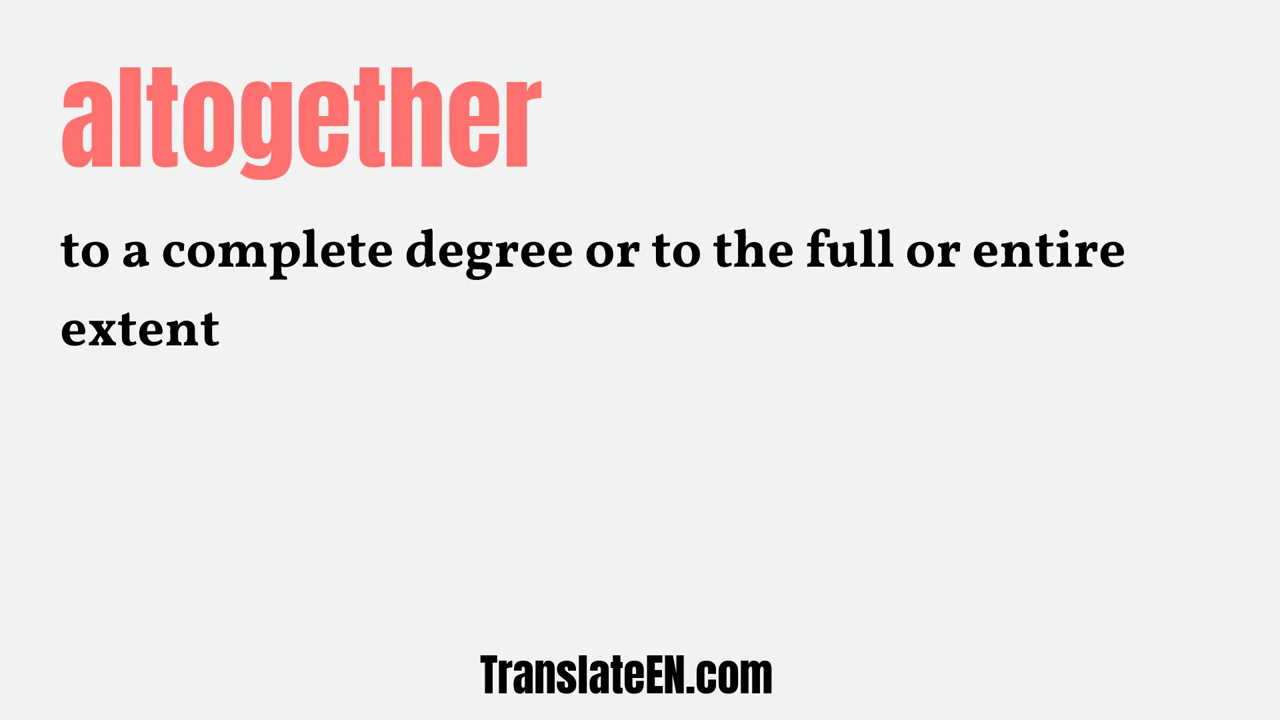 altogether
to a complete degree or to the full or entire
extent
TranslateEN.com